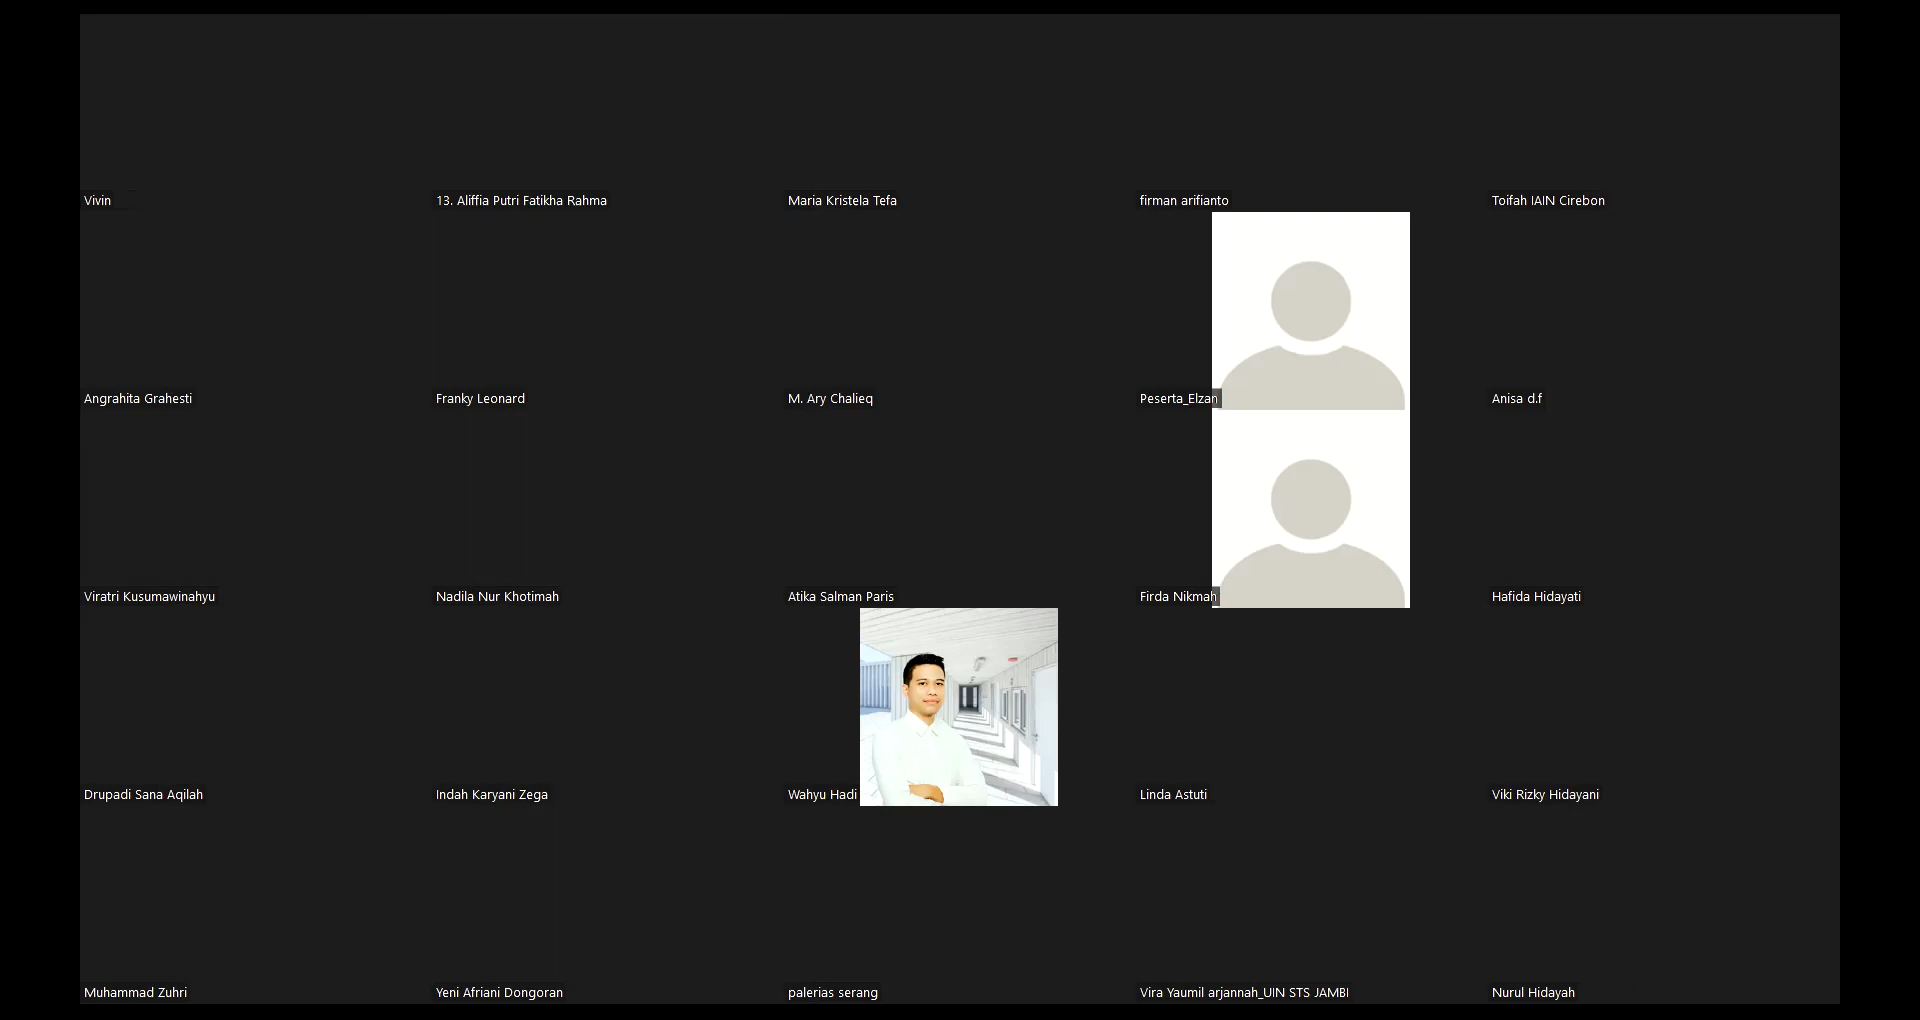 Vivin
13. Aliffia Putri Fatikha Rahma
Maria Kristela Tefa
firman arifianto
Toifah IAIN Cirebon
Angrahita Grahesti
Franky Leonard
M. Ary Chalieq
Peserta_Elzan
Anisa d.f
Viratri Kusumawinahyu
Nadila Nur Khotimah
Atika Salman Paris
Firda Nikmah
Hafida Hidayati
Drupadi Sana Aqilah
Indah Karyani Zega
Wahyu Hadi
Linda Astuti
Viki Rizky Hidayani
Muhammad Zuhri
Yeni Afriani Dongoran
palerias serang
Vira Yaumil arjannah_UIN STS JAMBI
Nurul Hidayah